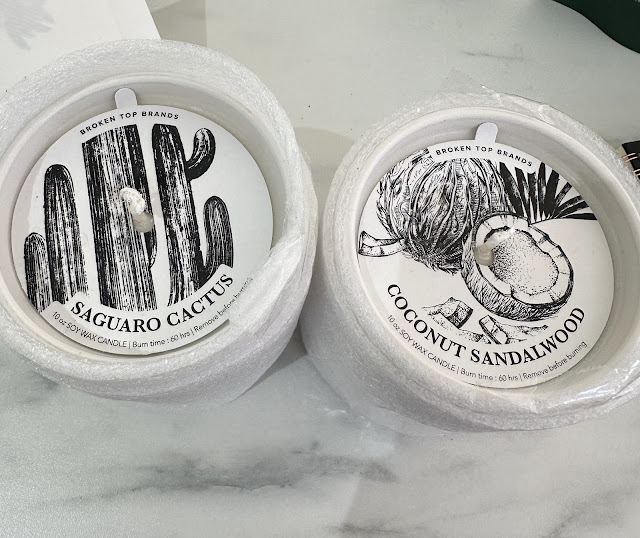 BROKEN TOP BRANDS
SAGUARO CACTUS
10 oz SOY WAX CANDLE | Burn time : 60 hrs | Remove before burning
BROKEN TOP BRANDS
COCONUT SANDALWOOD
10 oz SOY WAX CANDLE | Burn time : 60 hrs | Remove before burning